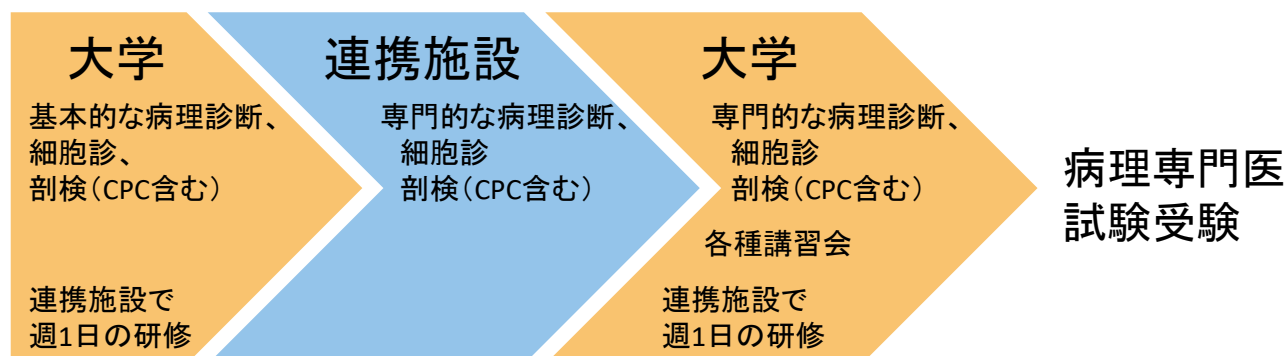 大学
基本的な病理診断、
細胞診、
剖検（CPC含む）
連携施設で
週1日の研修
連携施設
専門的な病理診断、
細胞診
剖検（CPC含む）
大学
専門的な病理診断、
細胞診
剖検（CPC含む）
各種講習会
連携施設で
週1日の研修
病理専門医
試験受験